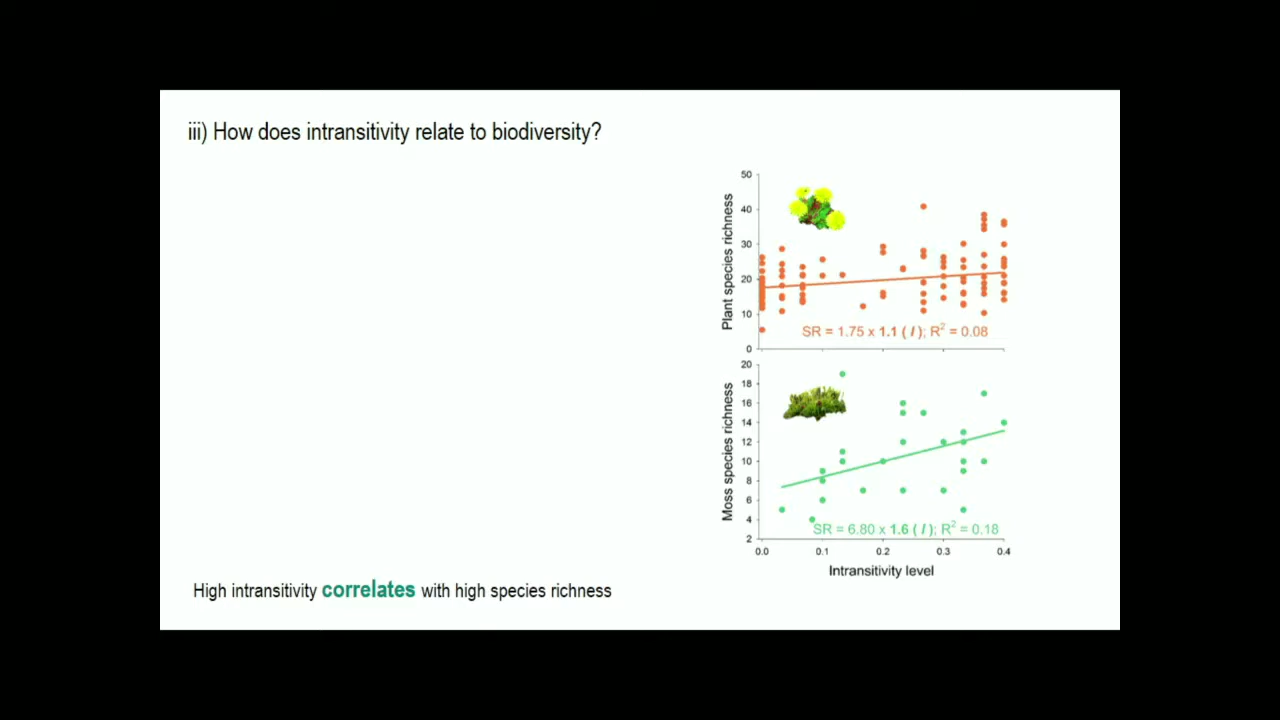 iii) How does intransitivity relate to biodiversity?
50
40
30
20
10
0
Plant species richness
SR = 1.75 x 1.1 ( I ); R² = 0.08
20
18
16
14
12
10
8
6
4
2
Moss species richness
SR = 6.80 x 1.6 ( I ); R² = 0.18
0.0 0.1 0.2 0.3 0.4
Intransitivity level
High intransitivity correlates with high species richness